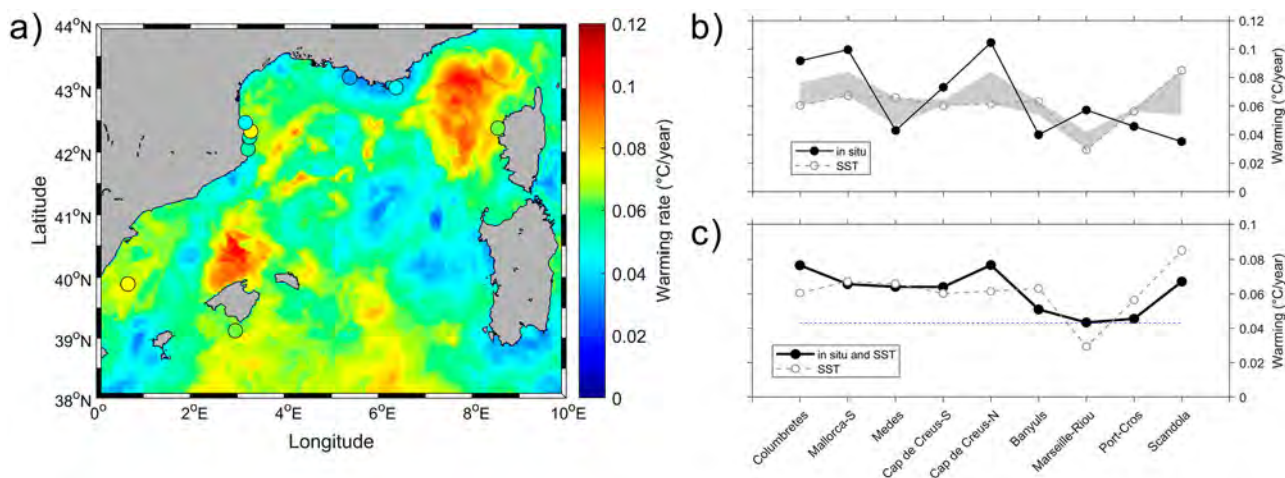 a)
44°N
43°N
42°N
41°N
40°N
39°N
38°N
Latitude
0°
2°E
4°E
6°E
8°E
10°E
Longitude
0.12
0.1
0.08
0.06
0.04
0.02
0
Warming rate (°C/year)
b)
in situ
SST
0.12
0.1
0.08
0.06
0.04
0.02
0
Warming (°C/year)
c)
in situ and SST
SST
0.1
0.08
0.06
0.04
0.02
0
Warming (°C/year)
Columbretes
Mallorca-S
Medes
Cap de Creus-S
Cap de Creus-N
Banyuls
Marseille-Riou
Port-Cros
Scandola